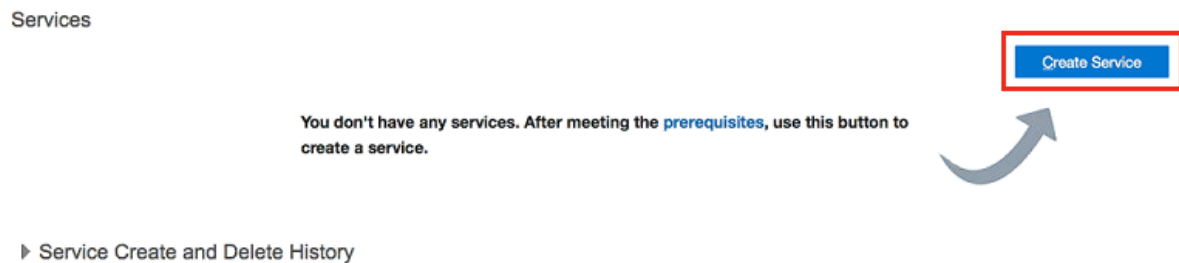 Services
Create Service
You don't have any services. After meeting the prerequisites, use this button to
create a service.
Service Create and Delete History